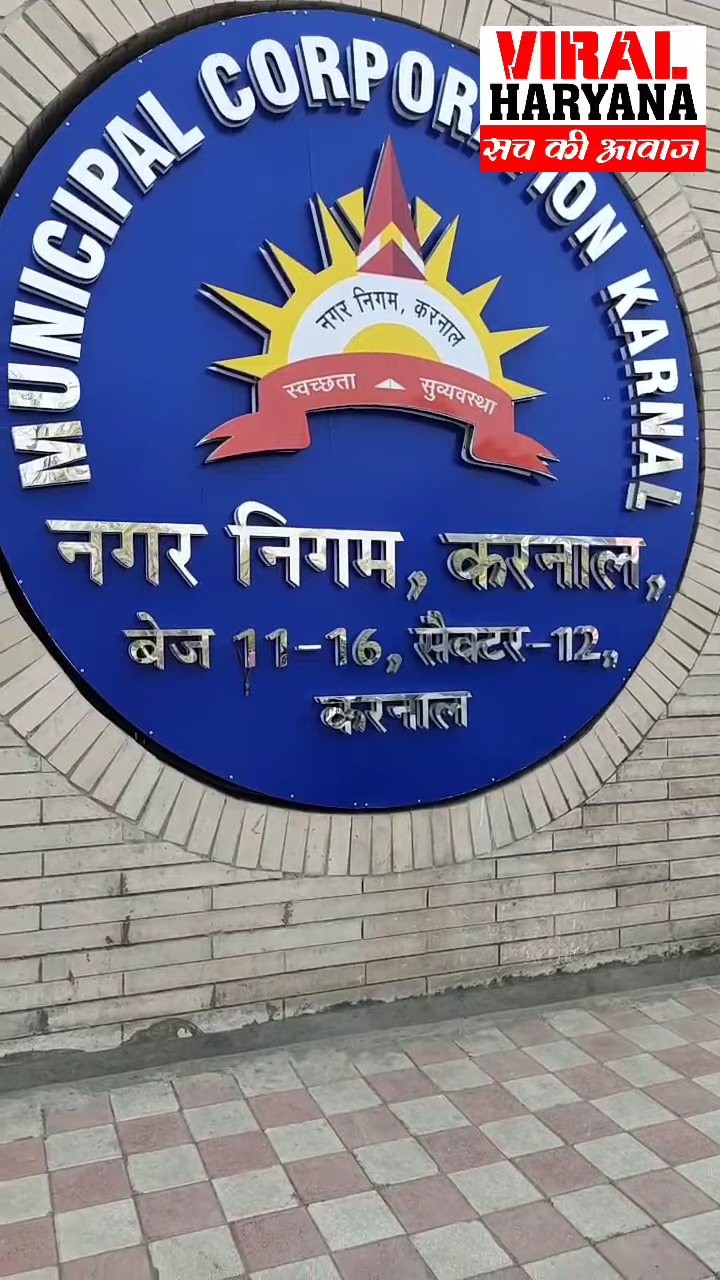 VIRAL
HARYANA
सच की आवाज
MUNICIPAL CORPORATION KARNAL
नगर निगम, करनाल
स्वच्छता सुव्यवस्था
नगर निगम, करनाल,
बेज 11-16, सैक्टर-12,
करनाल